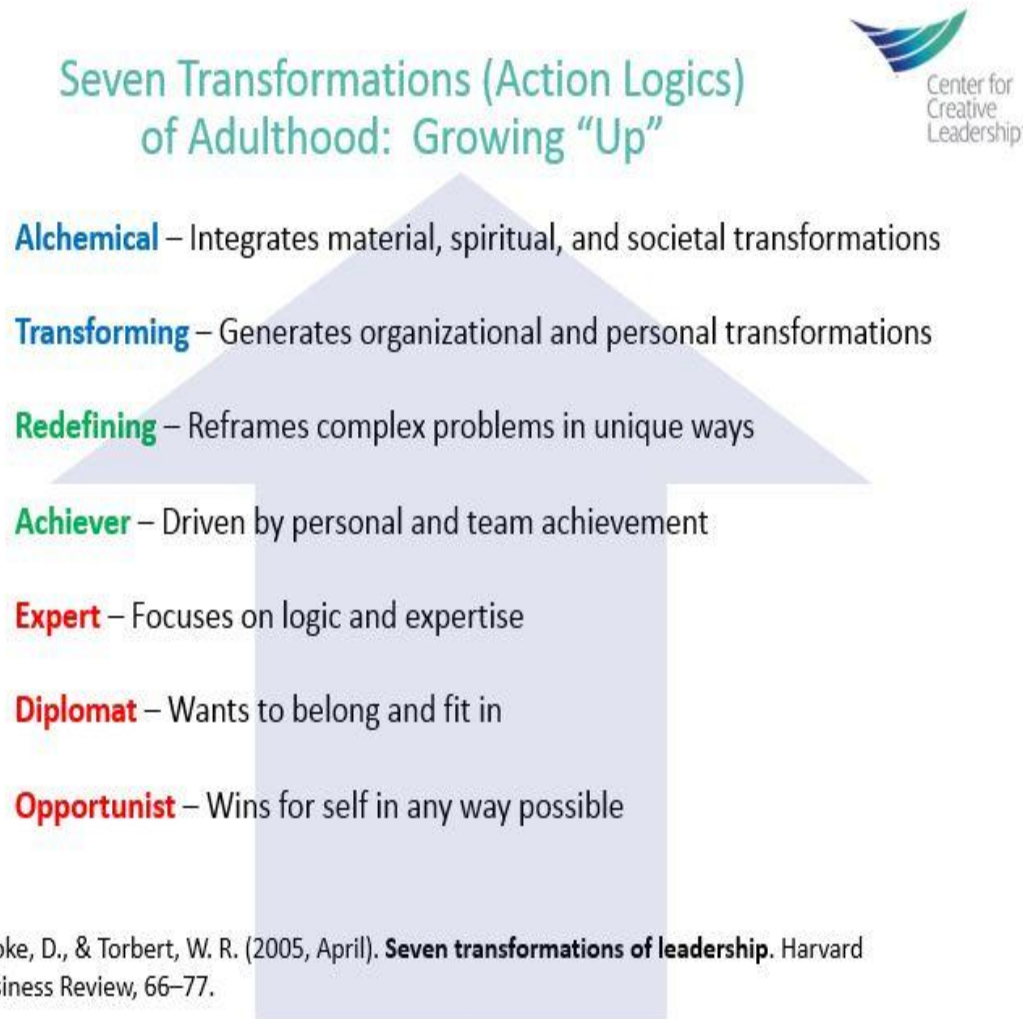 Center for
Creative
Leadership
Seven Transformations (Action Logics)
of Adulthood: Growing “Up”
Alchemical – Integrates material, spiritual, and societal transformations
Transforming – Generates organizational and personal transformations
Redefining – Reframes complex problems in unique ways
Achiever – Driven by personal and team achievement
Expert – Focuses on logic and expertise
Diplomat – Wants to belong and fit in
Opportunist – Wins for self in any way possible
oke, D., & Torbert, W. R. (2005, April). Seven transformations of leadership. Harvard
siness Review, 66–77.